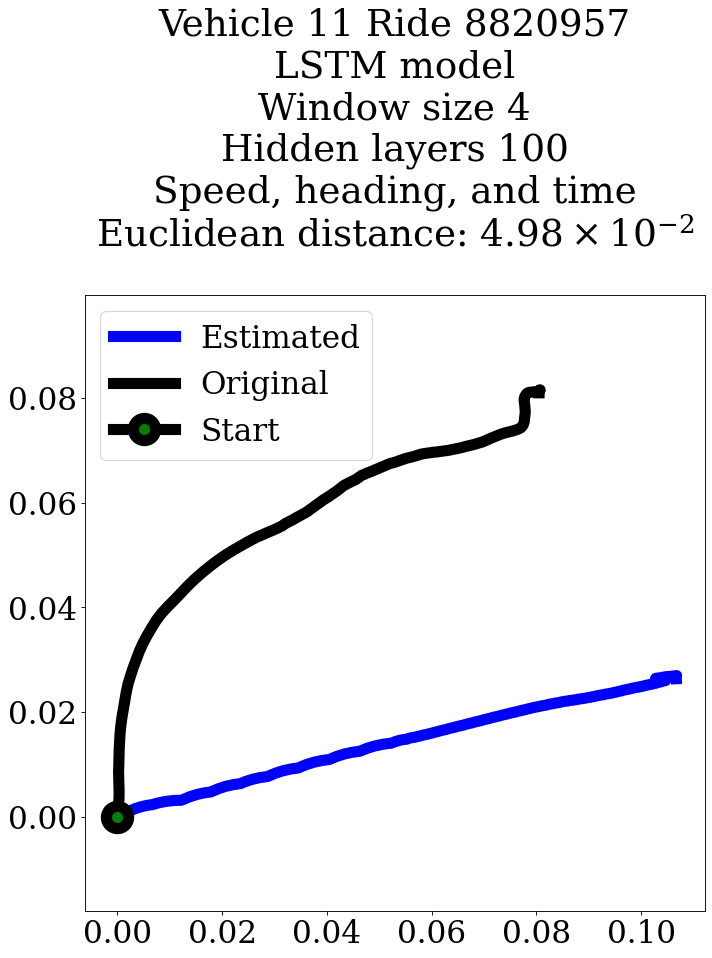 Vehicle 11 Ride 8820957
LSTM model
Window size 4
Hidden layers 100
Speed, heading, and time
Euclidean distance: 4.98 × 10⁻²
Estimated
Original
Start
0.08
0.06
0.04
0.02
0.00
0.00 0.02 0.04 0.06 0.08 0.10